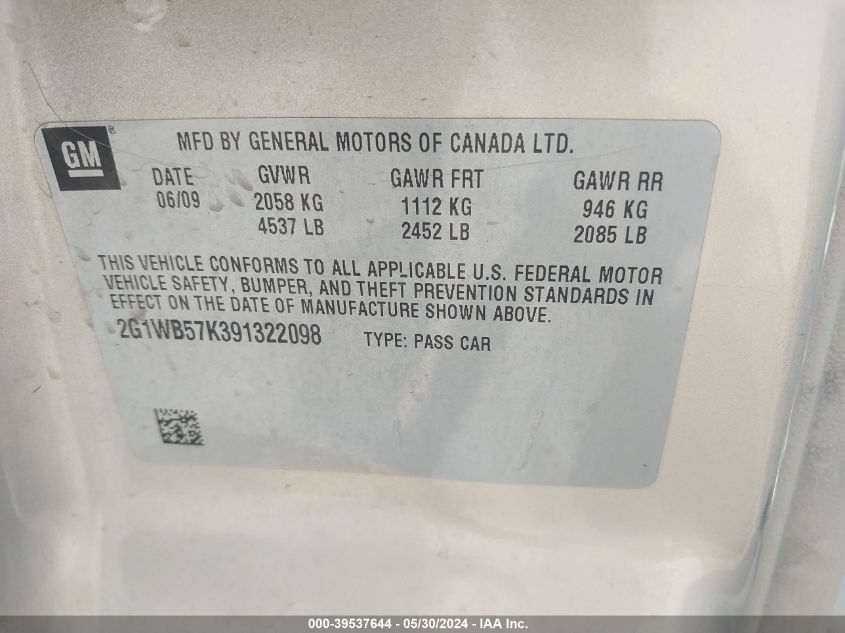 GM
MFD BY GENERAL MOTORS OF CANADA LTD.
DATE GVWR GAWR FRT GAWR RR
06/09 2058 KG 1112 KG 946 KG
4537 LB 2452 LB 2085 LB
THIS VEHICLE CONFORMS TO ALL APPLICABLE U.S. FEDERAL MOTOR
VEHICLE SAFETY, BUMPER, AND THEFT PREVENTION STANDARDS IN
EFFECT ON THE DATE OF MANUFACTURE SHOWN ABOVE.
2G1WB57K391322098 TYPE: PASS CAR
000-39537644 - 05/30/2024 - IAA Inc.